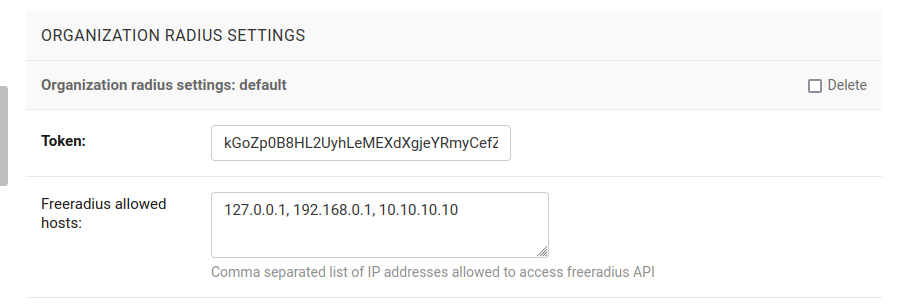 ORGANIZATION RADIUS SETTINGS
Organization radius settings: default
Delete
Token:
kGoZp0B8HL2UyhLeMEXdXgjeYRmyCefZ
Freeradius allowed
hosts:
127.0.0.1, 192.168.0.1, 10.10.10.10
Comma separated list of IP addresses allowed to access freeradius API